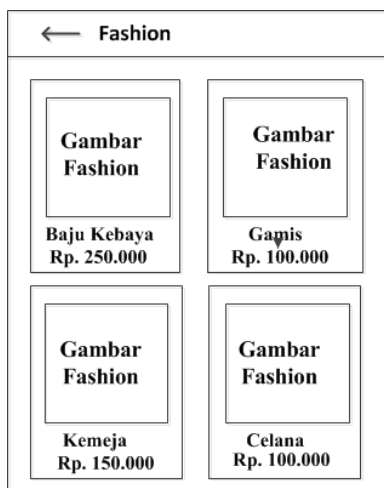 Fashion
Gambar
Fashion
Baju Kebaya
Rp. 250.000
Gambar
Fashion
Gamis
Rp. 100.000
Gambar
Fashion
Kemeja
Rp. 150.000
Gambar
Fashion
Celana
Rp. 100.000